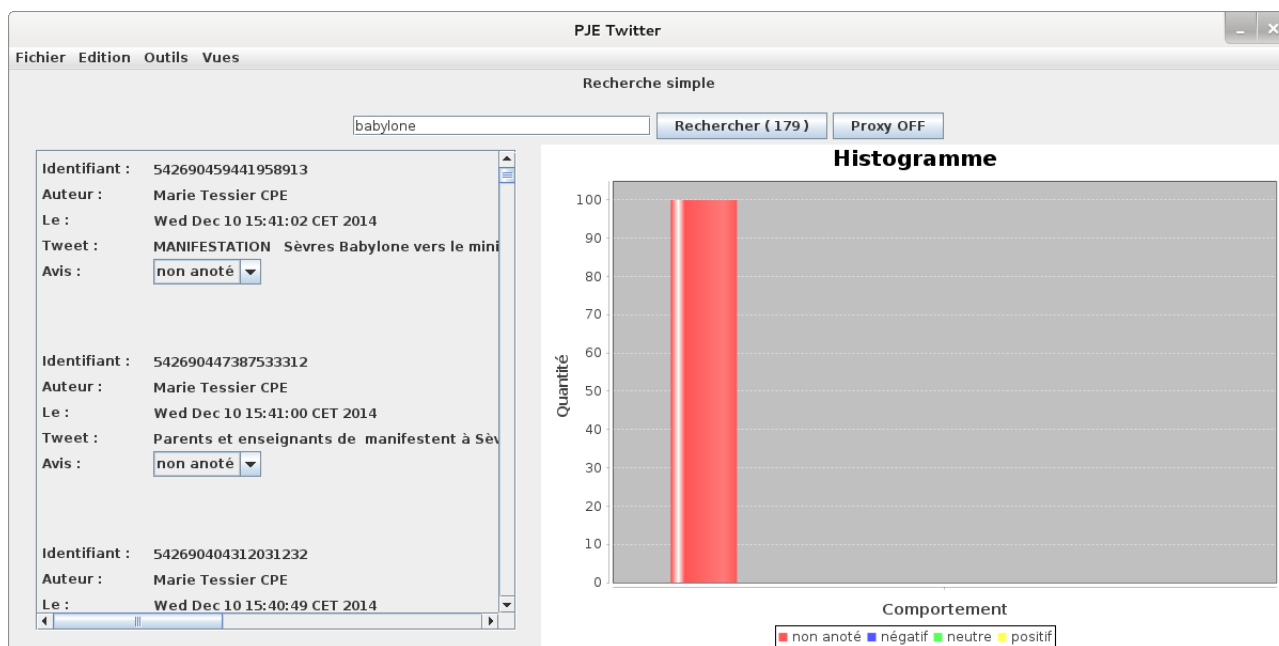 PJE Twitter
Fichier Edition Outils Vues
Recherche simple
babylone Rechercher ( 179 ) Proxy OFF
Identifiant : 542690459441958913
Auteur : Marie Tessier CPE
Le : Wed Dec 10 15:41:02 CET 2014
Tweet : MANIFESTATION Sèvres Babylone vers le mini
Avis : non anoté
Identifiant : 542690447387533312
Auteur : Marie Tessier CPE
Le : Wed Dec 10 15:41:00 CET 2014
Tweet : Parents et enseignants de manifestent à Sèv
Avis : non anoté
Identifiant : 542690404312031232
Auteur : Marie Tessier CPE
Le : Wed Dec 10 15:40:49 CET 2014
Histogramme
100
90
80
70
60
50
40
30
20
10
0
Quantité
Comportement
non anoté négatif neutre positif